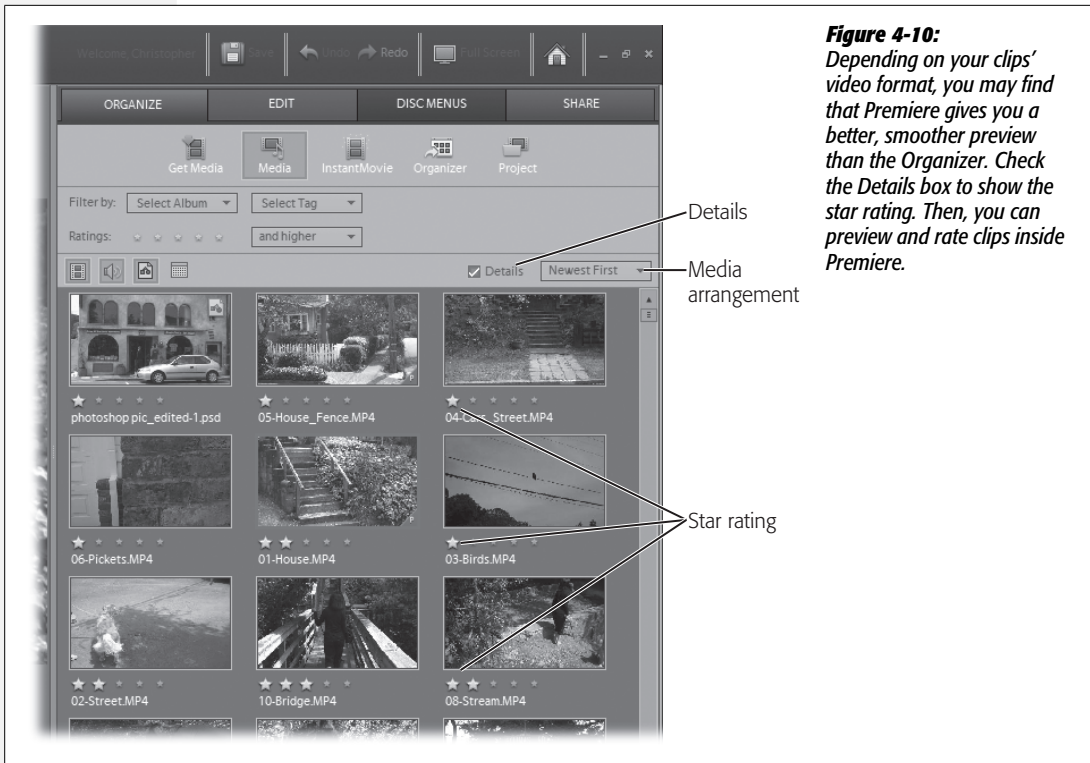 Welcome, Christopher
Save
Undo
Redo
Full Screen
ORGANIZE
EDIT
DISC MENUS
SHARE
Get Media
Media
InstantMovie
Organizer
Project
Filter by:
Select Album
Select Tag
Ratings:
and higher
Details
Newest First
photoshop pic_edited-1.psd
05-House_Fence.MP4
04-Cars_Street.MP4
06-Pickets.MP4
01-House.MP4
03-Birds.MP4
02-Street.MP4
10-Bridge.MP4
08-Stream.MP4
Details
Media
arrangement
Star rating
Figure 4-10:
Depending on your clips’
video format, you may find
that Premiere gives you a
better, smoother preview
than the Organizer. Check
the Details box to show the
star rating. Then, you can
preview and rate clips inside
Premiere.